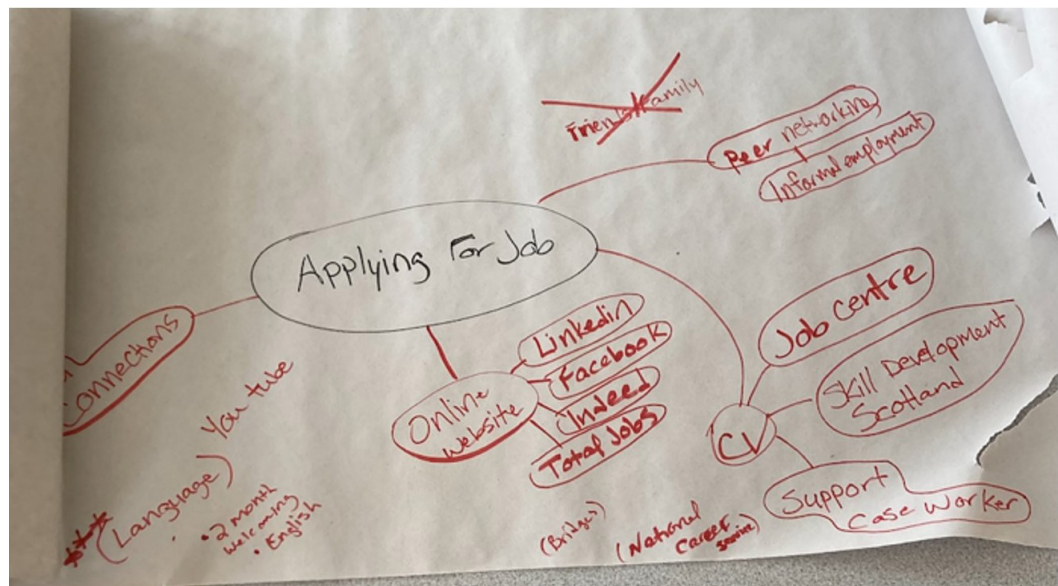 Friends/Family
Peer networking
Informal employment
Applying For Job
Connections
Linkedin
Facebook
Indeed
Total Jobs
Online
website
Job Centre
Skill Development
Scotland
CV
Support
Case Worker
You tube
(Language)
• 2 month
welcoming
• English
(Bridges)
(National
Career
service)